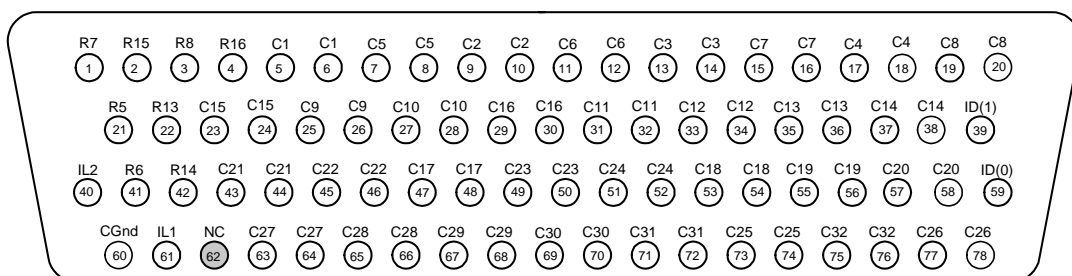 R7 R15 R8 R16 C1 C1 C5 C5 C2 C2 C6 C6 C3 C3 C7 C7 C4 C4 C8 C8
1 2 3 4 5 6 7 8 9 10 11 12 13 14 15 16 17 18 19 20
R5 R13 C15 C15 C9 C9 C10 C10 C16 C16 C11 C11 C12 C12 C13 C13 C14 C14 ID(1)
21 22 23 24 25 26 27 28 29 30 31 32 33 34 35 36 37 38 39
IL2 R6 R14 C21 C21 C22 C22 C17 C17 C23 C23 C24 C24 C18 C18 C19 C19 C20 C20 ID(0)
40 41 42 43 44 45 46 47 48 49 50 51 52 53 54 55 56 57 58 59
CGnd IL1 NC C27 C27 C28 C28 C29 C29 C30 C30 C31 C31 C25 C25 C32 C32 C26 C26
60 61 62 63 64 65 66 67 68 69 70 71 72 73 74 75 76 77 78